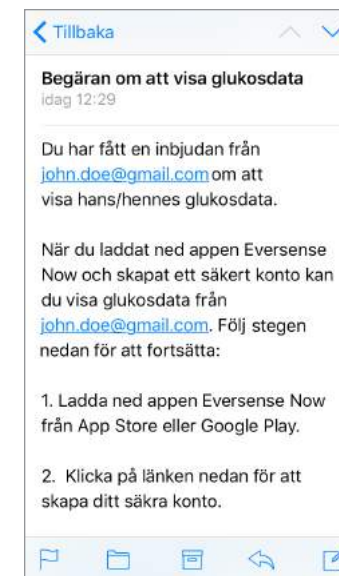 Tillbaka
Begäran om att visa glukosdata
idag 12:29
Du har fått en inbjudan från
john.doe@gmail.com om att
visa hans/hennes glukosdata.
När du laddat ned appen Eversense
Now och skapat ett säkert konto kan
du visa glukosdata från
john.doe@gmail.com. Följ stegen
nedan för att fortsätta:
1. Ladda ned appen Eversense Now
från App Store eller Google Play.
2. Klicka på länken nedan för att
skapa ditt säkra konto.